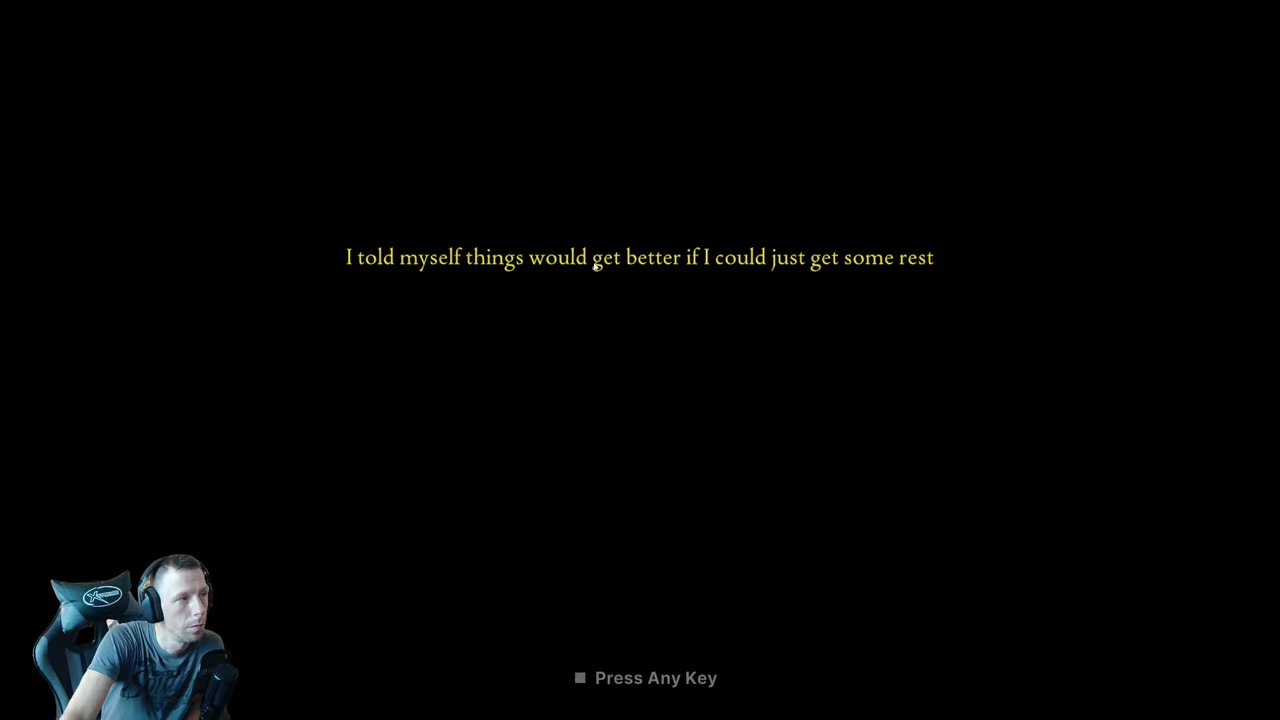 I told myself things would get better if I could just get some rest
Press Any Key